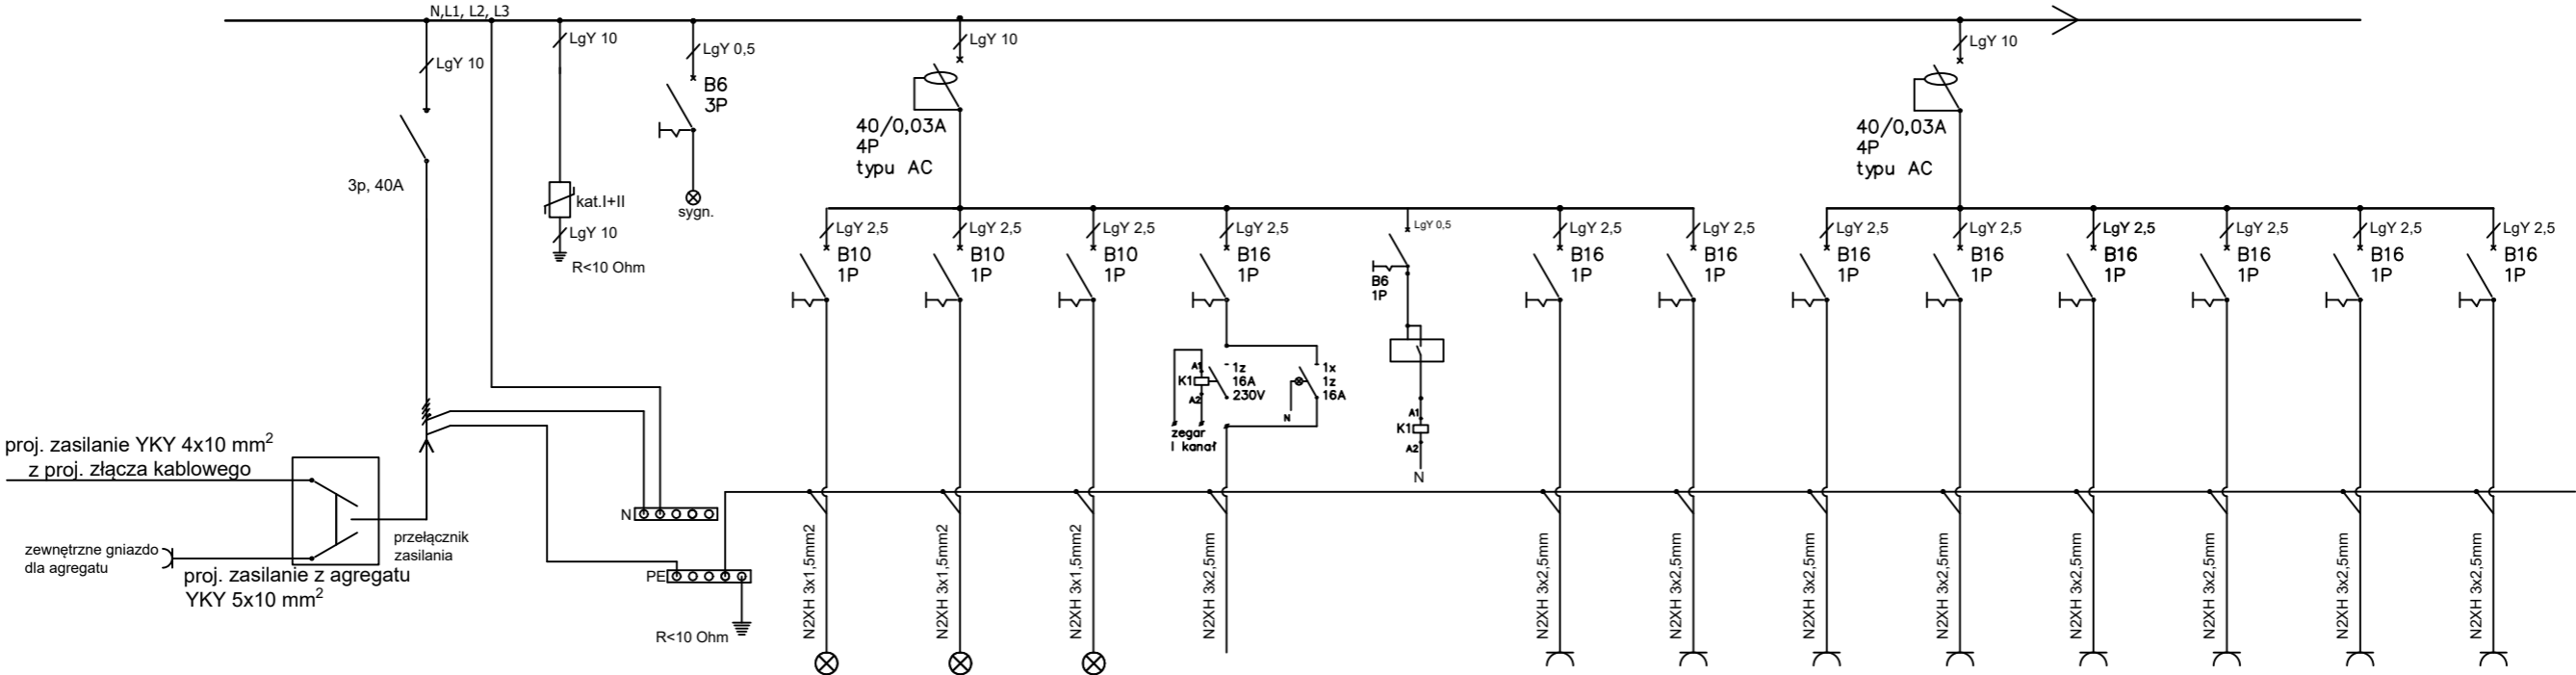 N,L1, L2, L3
LgY 10
3p, 40A
LgY 10
kat.I+II
LgY 10
R<10 Ohm
LgY 0,5
B6
3P
sygn.
LgY 10
40/0,03A
4P
typu AC
LgY 10
40/0,03A
4P
typu AC
LgY 2,5
B10
1P
LgY 2,5
B10
1P
LgY 2,5
B10
1P
LgY 2,5
B16
1P
LgY 0,5
B6
1P
LgY 2,5
B16
1P
LgY 2,5
B16
1P
LgY 2,5
B16
1P
LgY 2,5
B16
1P
LgY 2,5
B16
1P
LgY 2,5
B16
1P
LgY 2,5
B16
1P
LgY 2,5
B16
1P
A1
K1
A2
1z
16A
230V
zegar
I kanał
1x
1z
16A
N
A1
K1
A2
N
proj. zasilanie YKY 4x10 mm²
z proj. złącza kablowego
zewnętrzne gniazdo
dla agregatu
proj. zasilanie z agregatu
YKY 5x10 mm²
przełącznik
zasilania
N
PE
R<10 Ohm
N2XH 3x1,5mm2
N2XH 3x1,5mm2
N2XH 3x1,5mm2
N2XH 3x2,5mm
N2XH 3x2,5mm
N2XH 3x2,5mm
N2XH 3x2,5mm
N2XH 3x2,5mm
N2XH 3x2,5mm
N2XH 3x2,5mm
N2XH 3x2,5mm
N2XH 3x2,5mm